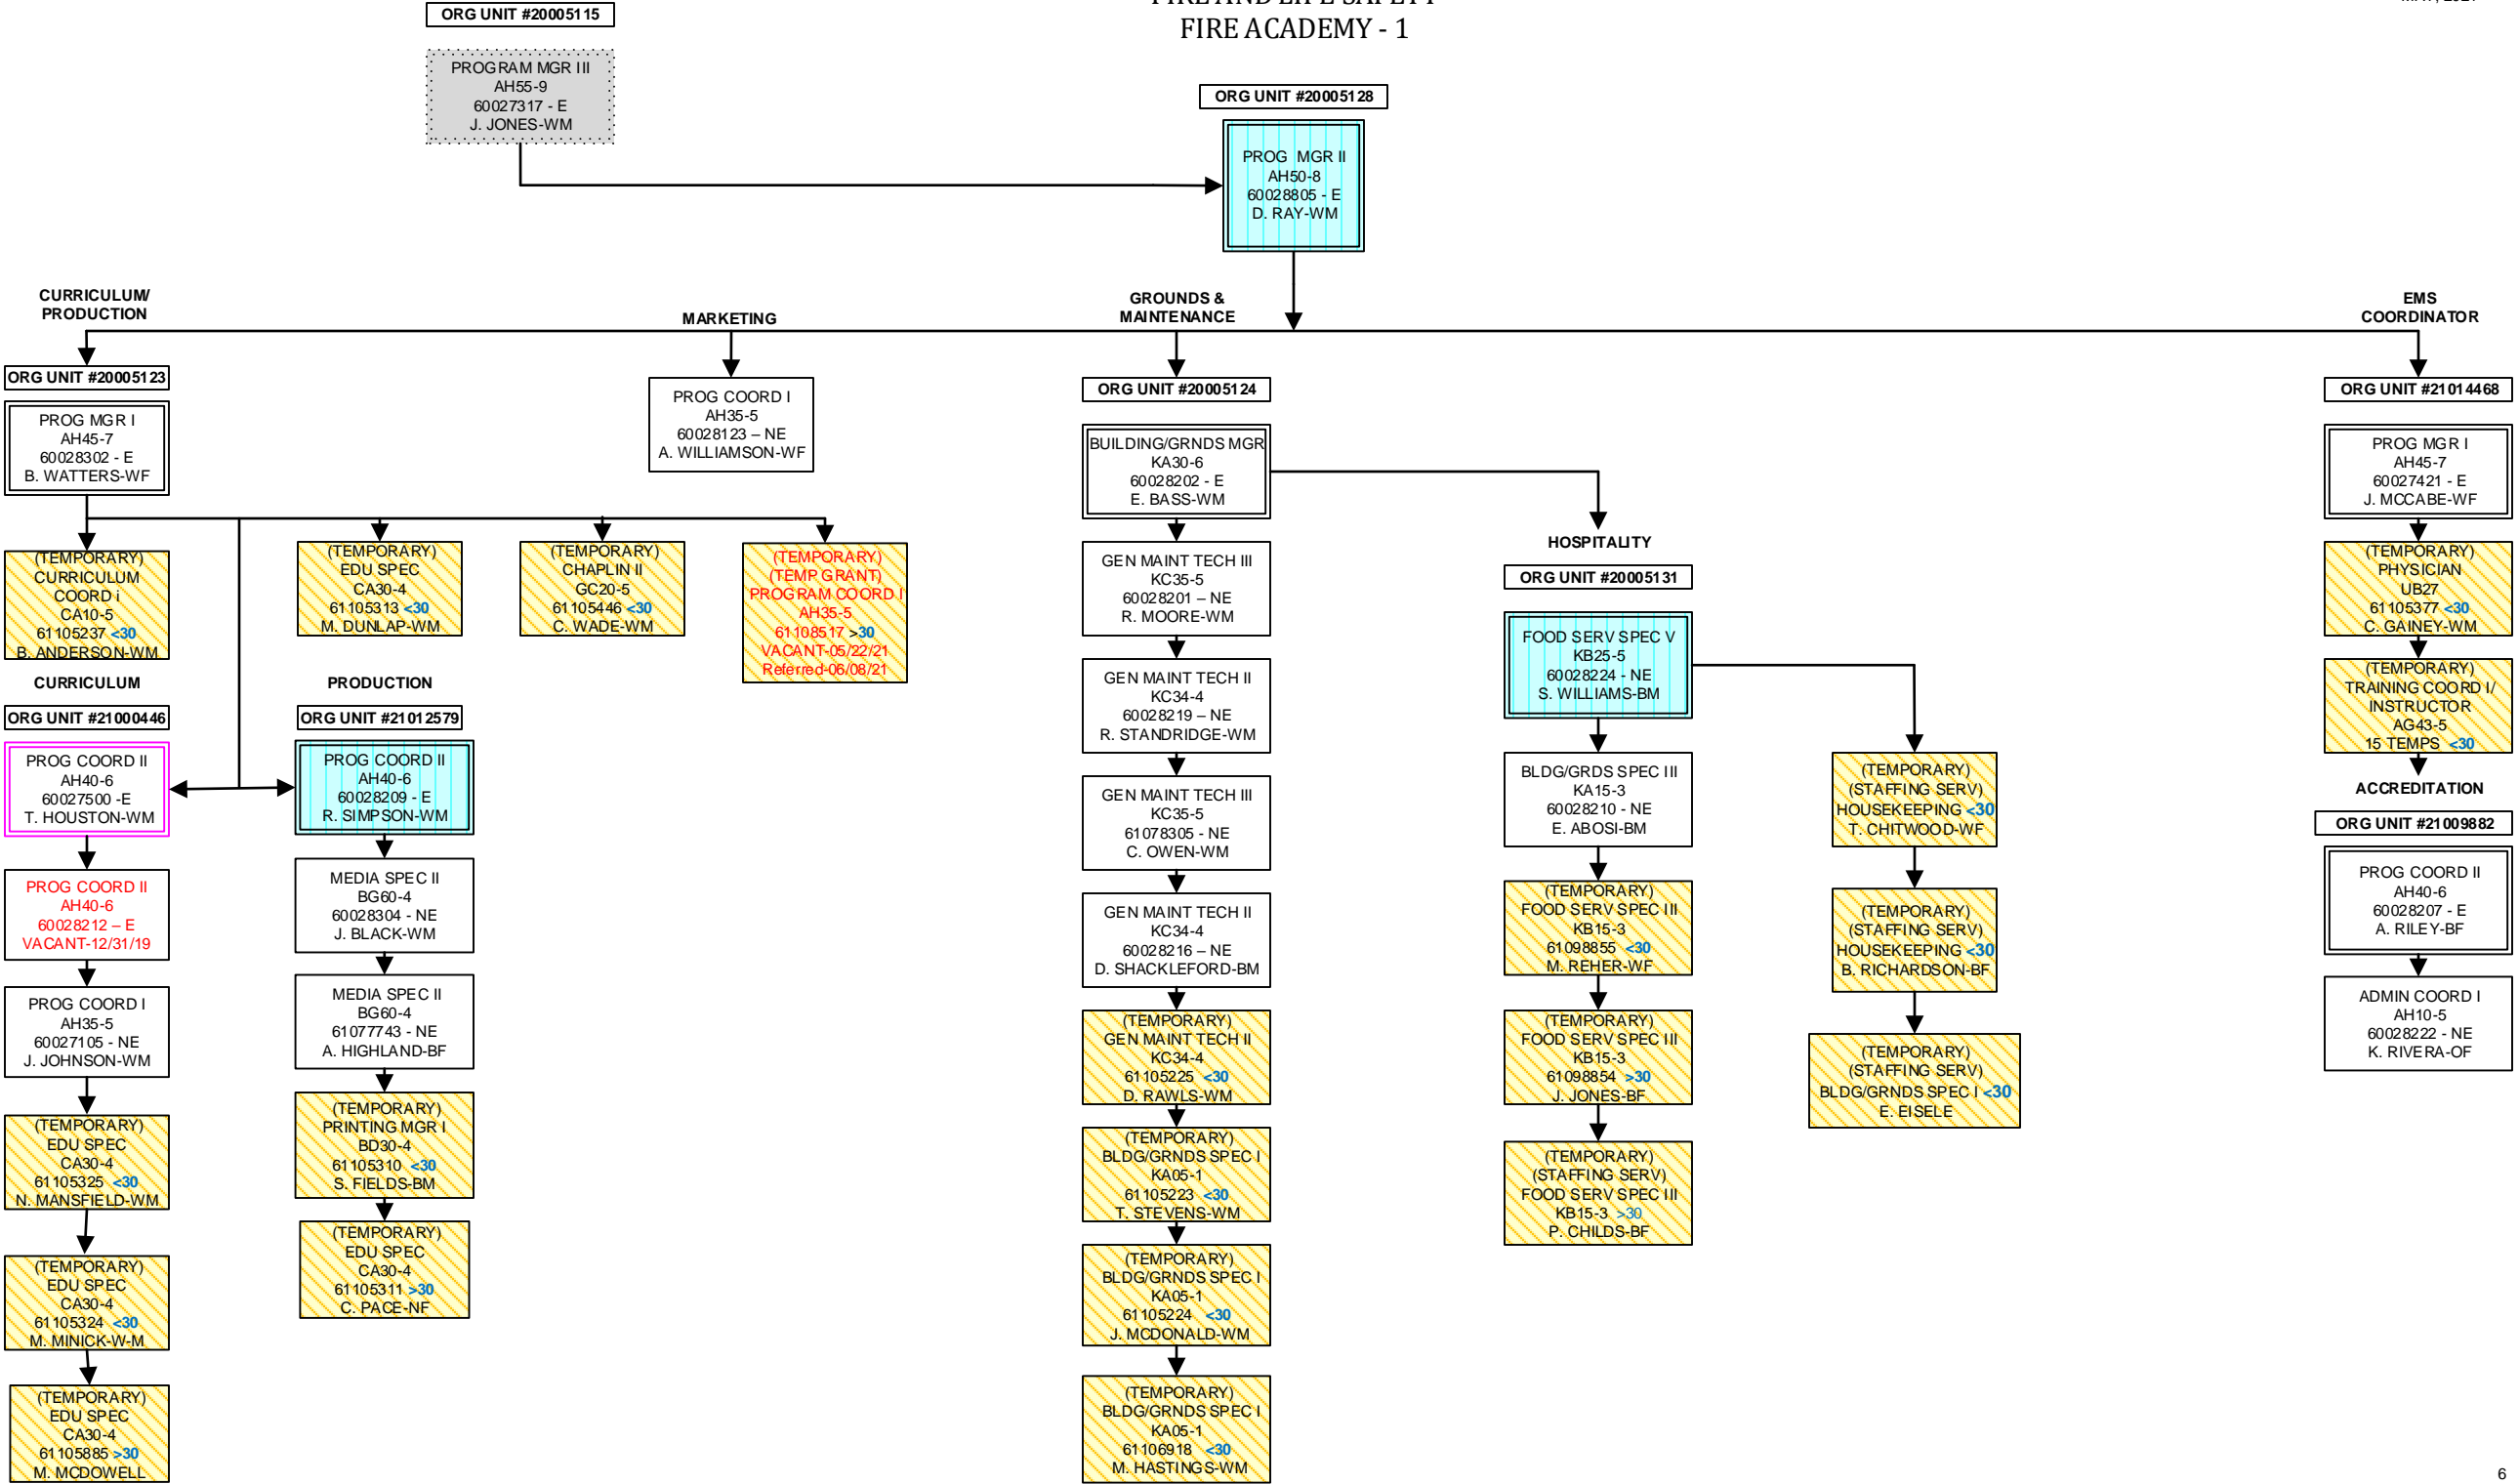 FIRE AND LIFE SAFETY
FIRE ACADEMY - 1
ORG UNIT #20005115
PROGRAM MGR III
AH55-9
60027317 - E
J. JONES-WM
ORG UNIT #20005128
PROG MGR II
AH50-8
60028805 - E
D. RAY-WM
CURRICULUM/
PRODUCTION
MARKETING
GROUNDS &
MAINTENANCE
EMS
COORDINATOR
ORG UNIT #20005123
PROG MGR I
AH45-7
60028302 - E
B. WATTERS-WF
PROG COORD I
AH35-5
60028123 – NE
A. WILLIAMSON-WF
ORG UNIT #20005124
BUILDING/GRNDS MGR
KA30-6
60028202 - E
E. BASS-WM
ORG UNIT #21014468
PROG MGR I
AH45-7
60027421 - E
J. MCCABE-WF
(TEMPORARY)
CURRICULUM
COORD i
CA10-5
61105237 <30
B. ANDERSON-WM
(TEMPORARY)
EDU SPEC
CA30-4
61105313 <30
M. DUNLAP-WM
(TEMPORARY)
CHAPLIN II
GC20-5
61105446 <30
C. WADE-WM
(TEMPORARY)
(TEMP GRANT)
PROGRAM COORD I
AH35-5
61108517 >30
VACANT-05/22/21
Referred-06/08/21
CURRICULUM
ORG UNIT #21000446
PROG COORD II
AH40-6
60027500 -E
T. HOUSTON-WM
PROG COORD II
AH40-6
60028212 – E
VACANT-12/31/19
PROG COORD I
AH35-5
60027105 - NE
J. JOHNSON-WM
(TEMPORARY)
EDU SPEC
CA30-4
61105325 <30
N. MANSFIELD-WM
(TEMPORARY)
EDU SPEC
CA30-4
61105324 <30
M. MINICK-W-M
(TEMPORARY)
EDU SPEC
CA30-4
61105885 >30
M. MCDOWELL
PRODUCTION
ORG UNIT #21012579
PROG COORD II
AH40-6
60028209 - E
R. SIMPSON-WM
MEDIA SPEC II
BG60-4
60028304 - NE
J. BLACK-WM
MEDIA SPEC II
BG60-4
61077743 - NE
A. HIGHLAND-BF
(TEMPORARY)
PRINTING MGR I
BD30-4
61105310 <30
S. FIELDS-BM
(TEMPORARY)
EDU SPEC
CA30-4
61105311 >30
C. PACE-NF
GEN MAINT TECH III
KC35-5
60028201 – NE
R. MOORE-WM
GEN MAINT TECH II
KC34-4
60028219 – NE
R. STANDRIDGE-WM
GEN MAINT TECH III
KC35-5
61078305 - NE
C. OWEN-WM
GEN MAINT TECH II
KC34-4
60028216 – NE
D. SHACKLEFORD-BM
(TEMPORARY)
GEN MAINT TECH II
KC34-4
61105225 <30
D. RAWLS-WM
(TEMPORARY)
BLDG/GRNDS SPEC I
KA05-1
61105223 <30
T. STEVENS-WM
(TEMPORARY)
BLDG/GRNDS SPEC I
KA05-1
61105224 <30
J. MCDONALD-WM
(TEMPORARY)
BLDG/GRNDS SPEC I
KA05-1
61106918 <30
M. HASTINGS-WM
HOSPITALITY
ORG UNIT #20005131
FOOD SERV SPEC V
KB25-5
60028224 - NE
S. WILLIAMS-BM
BLDG/GRDS SPEC III
KA15-3
60028210 - NE
E. ABOSI-BM
(TEMPORARY)
FOOD SERV SPEC III
KB15-3
61098855 <30
M. REHER-WF
(TEMPORARY)
FOOD SERV SPEC III
KB15-3
61098854 >30
J. JONES-BF
(TEMPORARY)
(STAFFING SERV)
FOOD SERV SPEC III
KB15-3 >30
P. CHILDS-BF
(TEMPORARY)
(STAFFING SERV)
HOUSEKEEPING <30
T. CHITWOOD-WF
(TEMPORARY)
(STAFFING SERV)
HOUSEKEEPING <30
B. RICHARDSON-BF
(TEMPORARY)
(STAFFING SERV)
BLDG/GRNDS SPEC I <30
E. EISELE
(TEMPORARY)
PHYSICIAN
UB27
61105377 <30
C. GAINEY-WM
(TEMPORARY)
TRAINING COORD I/
INSTRUCTOR
AG43-5
15 TEMPS <30
ACCREDITATION
ORG UNIT #21009882
PROG COORD II
AH40-6
60028207 - E
A. RILEY-BF
ADMIN COORD I
AH10-5
60028222 - NE
K. RIVERA-OF
6